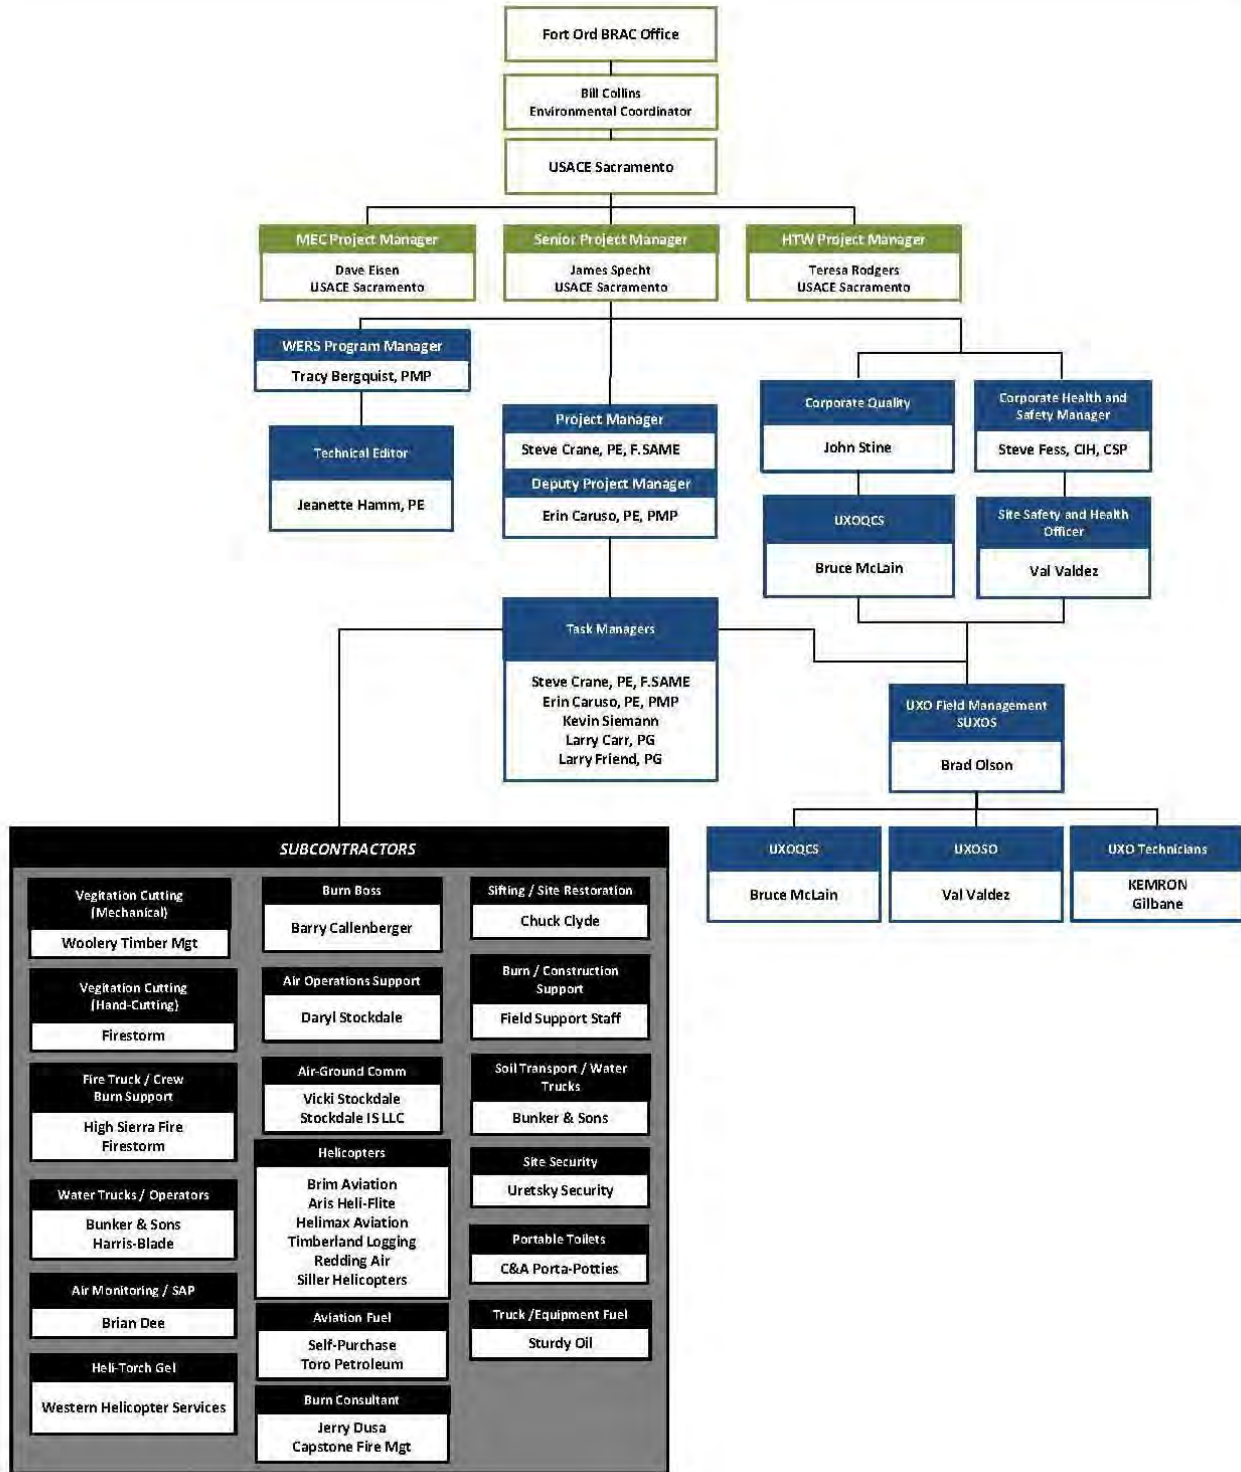 Fort Ord BRAC Office
Bill Collins
Environmental Coordinator
USACE Sacramento
MEC Project Manager
Dave Eisen
USACE Sacramento
Senior Project Manager
James Specht
USACE Sacramento
HTW Project Manager
Teresa Rodgers
USACE Sacramento
WERS Program Manager
Tracy Bergquist, PMP
Technical Editor
Jeanette Hamm, PE
Project Manager
Steve Crane, PE, F.SAME
Deputy Project Manager
Erin Caruso, PE, PMP
Corporate Quality
John Stine
Corporate Health and
Safety Manager
Steve Fess, CIH, CSP
UXOQCS
Bruce McLain
Site Safety and Health
Officer
Val Valdez
Task Managers
Steve Crane, PE, F.SAME
Erin Caruso, PE, PMP
Kevin Siemann
Larry Carr, PG
Larry Friend, PG
UXO Field Management
SUXOS
Brad Olson
UXOQCS
Bruce McLain
UXOSO
Val Valdez
UXO Technicians
KEMRON
Gilbane
SUBCONTRACTORS
Vegitation Cutting
(Mechanical)
Woolery Timber Mgt
Vegitation Cutting
(Hand-Cutting)
Firestorm
Fire Truck / Crew
Burn Support
High Sierra Fire
Firestorm
Water Trucks / Operators
Bunker & Sons
Harris-Blade
Air Monitoring / SAP
Brian Dee
Heli-Torch Gel
Western Helicopter Services
Burn Boss
Barry Callenberger
Air Operations Support
Daryl Stockdale
Air-Ground Comm
Vicki Stockdale
Stockdale IS LLC
Helicopters
Brim Aviation
Aris Heli-Flite
Helimax Aviation
Timberland Logging
Redding Air
Siller Helicopters
Aviation Fuel
Self-Purchase
Toro Petroleum
Burn Consultant
Jerry Dusa
Capstone Fire Mgt
Sifting / Site Restoration
Chuck Clyde
Burn / Construction
Support
Field Support Staff
Soil Transport / Water
Trucks
Bunker & Sons
Site Security
Uretsky Security
Portable Toilets
C&A Porta-Potties
Truck /Equipment Fuel
Sturdy Oil